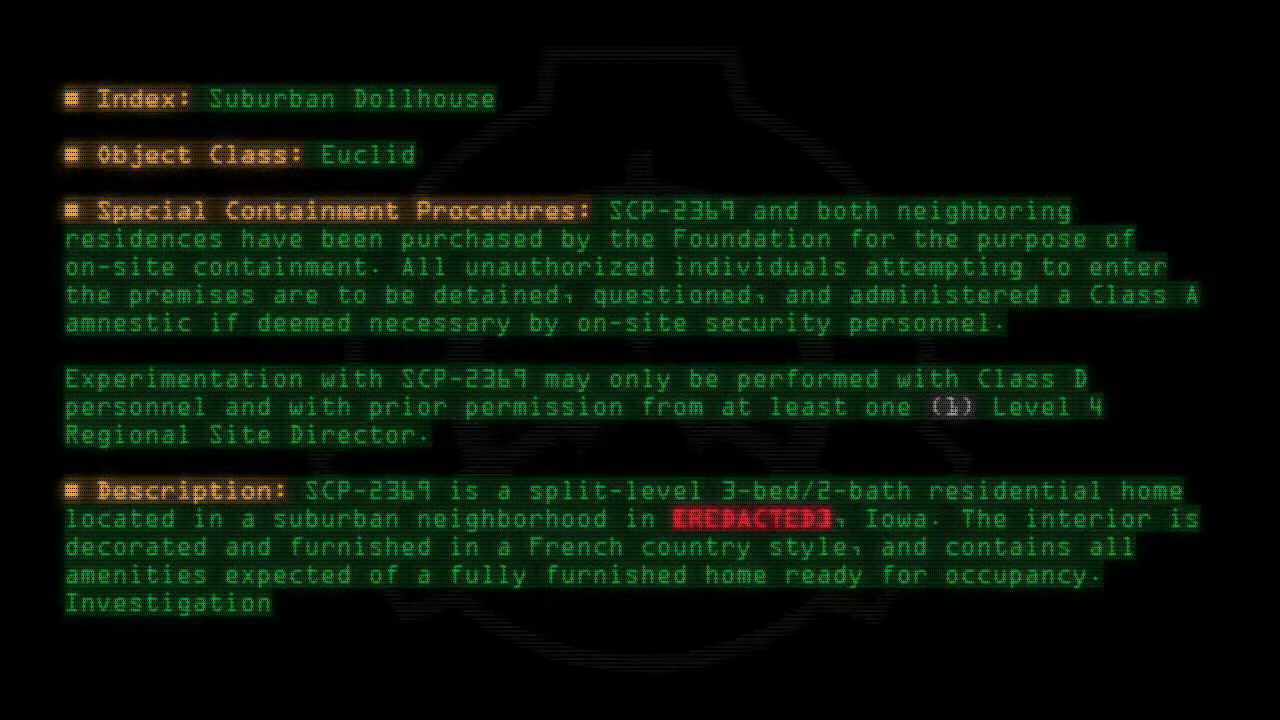 # Index: Suburban Dollhouse
# Object Class: Euclid
# Special Containment Procedures: SCP-2369 and both neighboring
residences have been purchased by the Foundation for the purpose of
on-site containment. All unauthorized individuals attempting to enter
the premises are to be detained, questioned, and administered a Class A
amnestic if deemed necessary by on-site security personnel.
Experimentation with SCP-2369 may only be performed with Class D
personnel and with prior permission from at least one (1) Level 4
Regional Site Director.
# Description: SCP-2369 is a split-level 3-bed/2-bath residential home
located in a suburban neighborhood in [REDACTED], Iowa. The interior is
decorated and furnished in a French country style, and contains all
amenities expected of a fully furnished home ready for occupancy.
Investigation